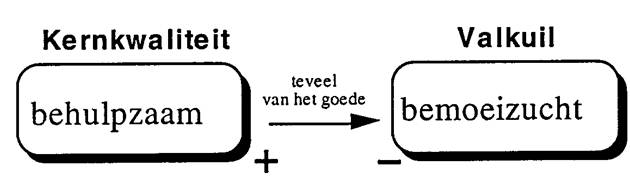 Kernkwaliteit
behulpzaam
+
teveel
van het goede
Valkuil
bemoeizucht
−